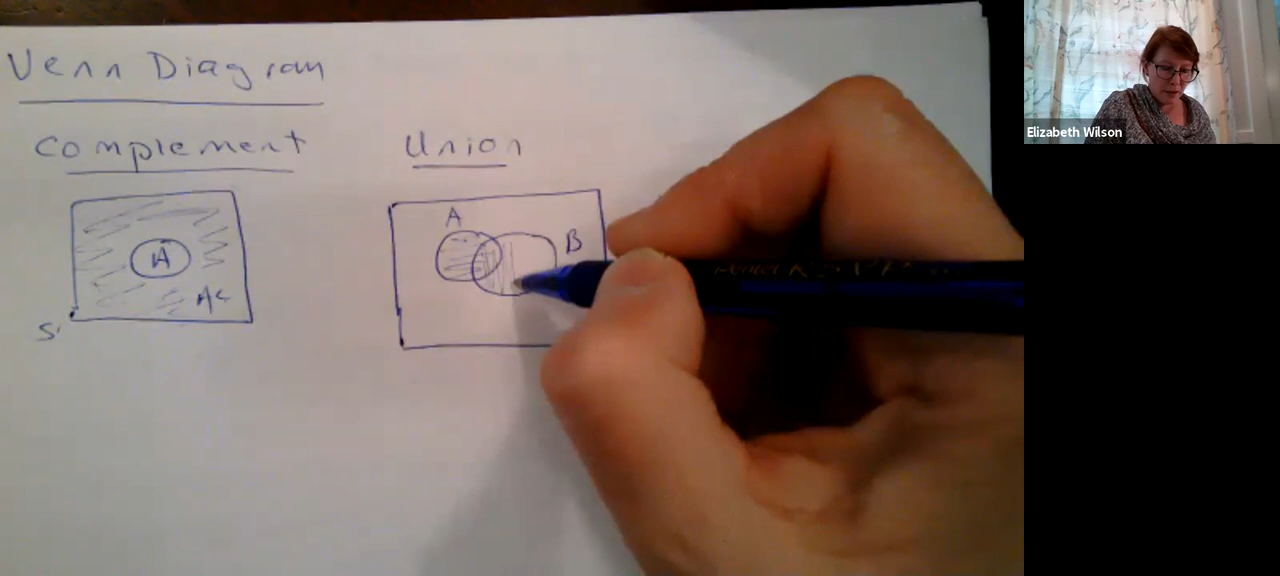 Venn Diagram
Complement
Union
A
A
B
Aᶜ
S
Elizabeth Wilson